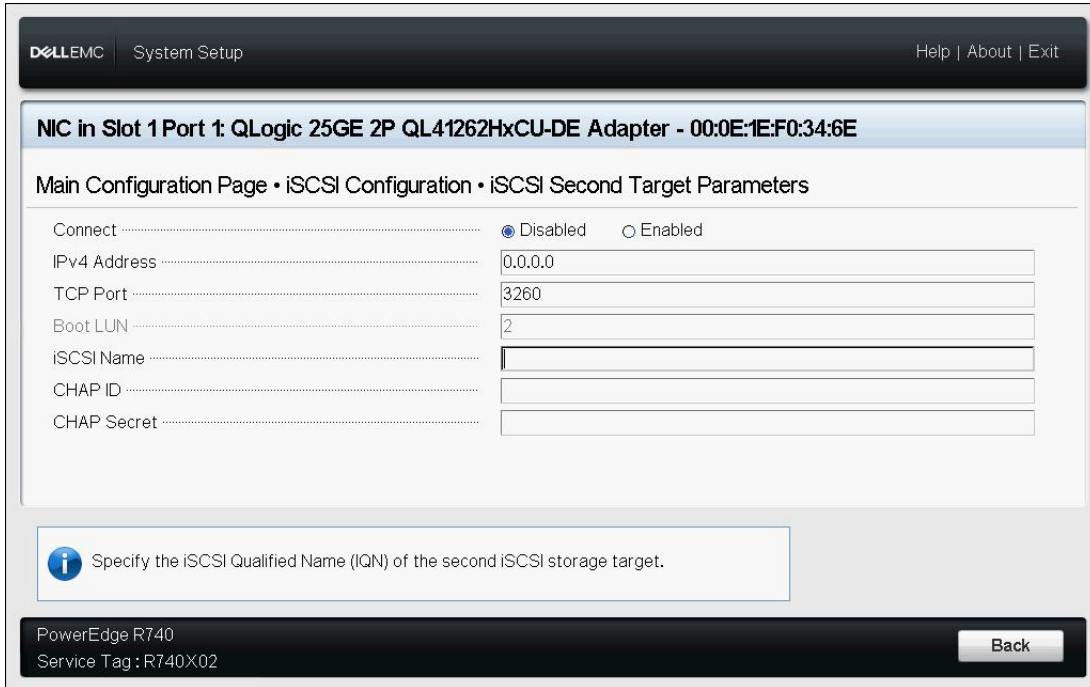 DELLEMC System Setup Help | About | Exit
NIC in Slot 1 Port 1: QLogic 25GE 2P QL41262HxCU-DE Adapter - 00:0E:1E:F0:34:6E
Main Configuration Page • iSCSI Configuration • iSCSI Second Target Parameters
Connect Disabled Enabled
IPv4 Address 0.0.0.0
TCP Port 3260
Boot LUN 2
iSCSI Name
CHAP ID
CHAP Secret
Specify the iSCSI Qualified Name (IQN) of the second iSCSI storage target.
PowerEdge R740
Service Tag : R740X02
Back